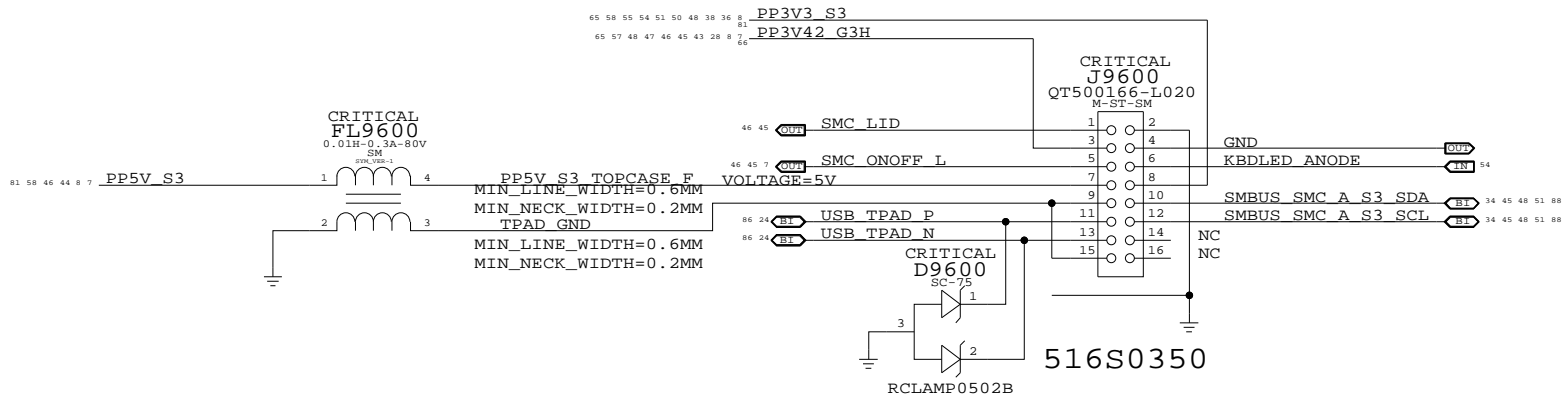 65 58 55 54 51 50 48 38 36 8 PP3V3_S3
81
65 57 48 47 46 45 43 28 8 7 PP3V42_G3H
66
CRITICAL
J9600
QT500166-L020
M-ST-SM
CRITICAL
FL9600
0.01H-0.3A-80V
SM
SYM_VER-1
46 45 OUT SMC_LID 1 2
3 4 GND OUT
46 45 7 OUT SMC_ONOFF_L 5 6 KBDLED_ANODE IN 54
81 58 46 44 8 7 PP5V_S3 1 4 PP5V_S3_TOPCASE_F VOLTAGE=5V 7 8
MIN_LINE_WIDTH=0.6MM
MIN_NECK_WIDTH=0.2MM
9 10 SMBUS_SMC_A_S3_SDA BI 34 45 48 51 88
2 3 TPAD_GND
86 24 BI USB_TPAD_P 11 12 SMBUS_SMC_A_S3_SCL BI 34 45 48 51 88
86 24 BI USB_TPAD_N 13 14 NC
MIN_LINE_WIDTH=0.6MM
MIN_NECK_WIDTH=0.2MM
15 16 NC
CRITICAL
D9600
SC-75
1
3
2
RCLAMP0502B
516S0350